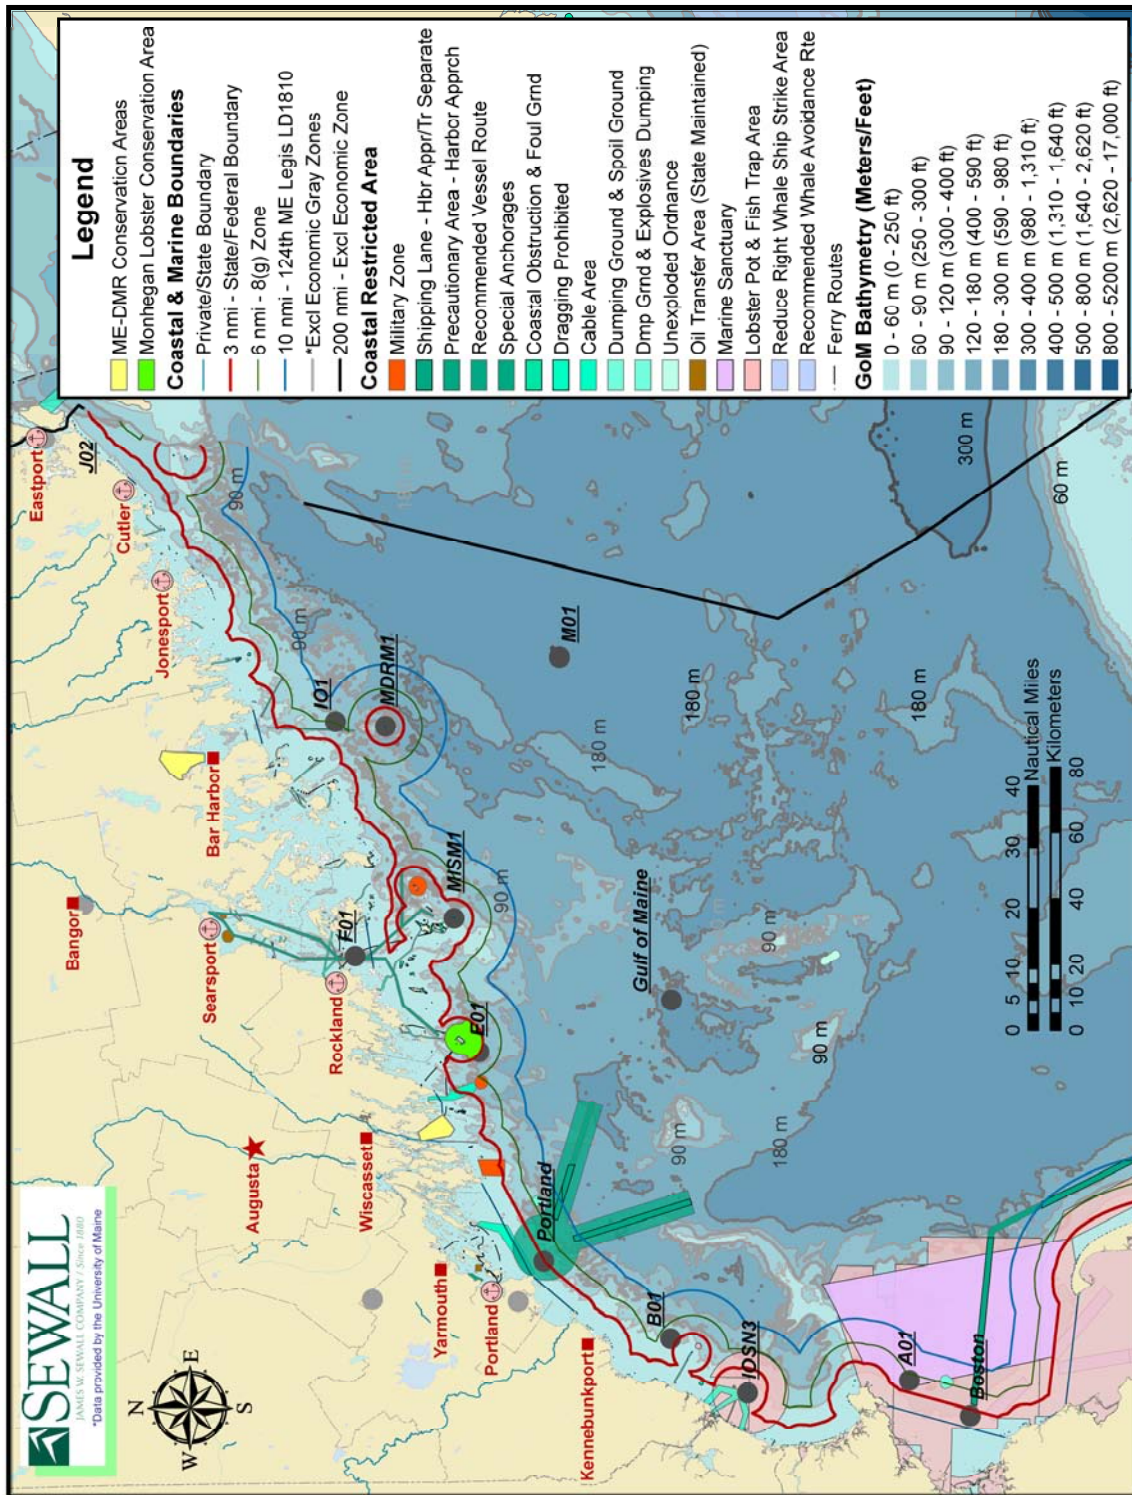 SEWALL
JAMES W. SEWALL COMPANY / Since 1880
*Data provided by the University of Maine
N
W
E
S
Legend
ME-DMR Conservation Areas
Monhegan Lobster Conservation Area
Coastal & Marine Boundaries
Private/State Boundary
3 nmi - State/Federal Boundary
6 nmi - 8(g) Zone
10 nmi - 124th ME Legis LD1810
*Excl Economic Gray Zones
200 nmi - Excl Economic Zone
Coastal Restricted Area
Military Zone
Shipping Lane - Hbr Appr/Tr Separate
Precautionary Area - Harbor Apprch
Recommended Vessel Route
Special Anchorages
Coastal Obstruction & Foul Grnd
Dragging Prohibited
Cable Area
Dumping Ground & Spoil Ground
Dmp Grnd & Explosives Dumping
Unexploded Ordnance
Oil Transfer Area (State Maintained)
Marine Sanctuary
Lobster Pot & Fish Trap Area
Reduce Right Whale Ship Strike Area
Recommended Whale Avoidance Rte
Ferry Routes
GoM Bathymetry (Meters/Feet)
0 - 60 m (0 - 250 ft)
60 - 90 m (250 - 300 ft)
90 - 120 m (300 - 400 ft)
120 - 180 m (400 - 590 ft)
180 - 300 m (590 - 980 ft)
300 - 400 m (980 - 1,310 ft)
400 - 500 m (1,310 - 1,640 ft)
500 - 800 m (1,640 - 2,620 ft)
800 - 5200 m (2,620 - 17,000 ft)
Eastport
J02
Cutler
Jonesport
90 m
Bangor
Bar Harbor
90 m
IO1
MDRM1
M01
300 m
60 m
Searsport
F01
Rockland
MISM1
90 m
180 m
180 m
180 m
Augusta
Wiscasset
E01
Gulf of Maine
90 m
90 m
Yarmouth
Portland
Portland
90 m
180 m
Kennebunkport
B01
IOSN3
A01
Boston
0 5 10 20 30 40
Nautical Miles
Kilometers
0 10 20 40 60 80